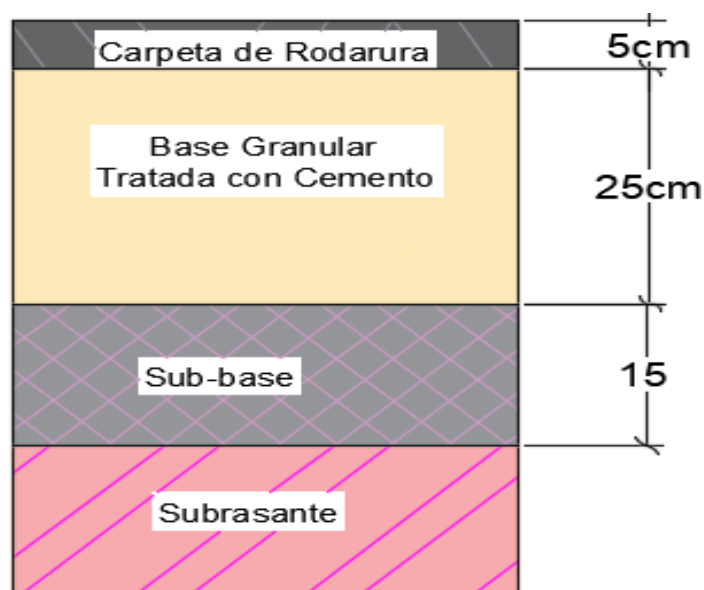 Carpeta de Rodarura
5cm
Base Granular
Tratada con Cemento
25cm
Sub-base
15
Subrasante